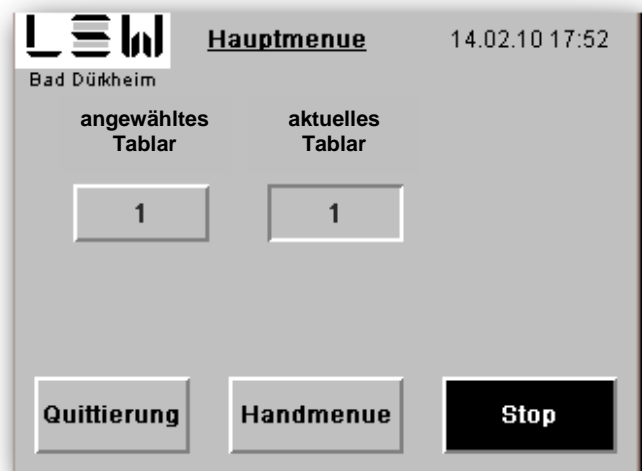 LSW
Hauptmenue
14.02.10 17:52
Bad Dürkheim
angewähltes
Tablar
aktuelles
Tablar
1
1
Quittierung
Handmenue
Stop